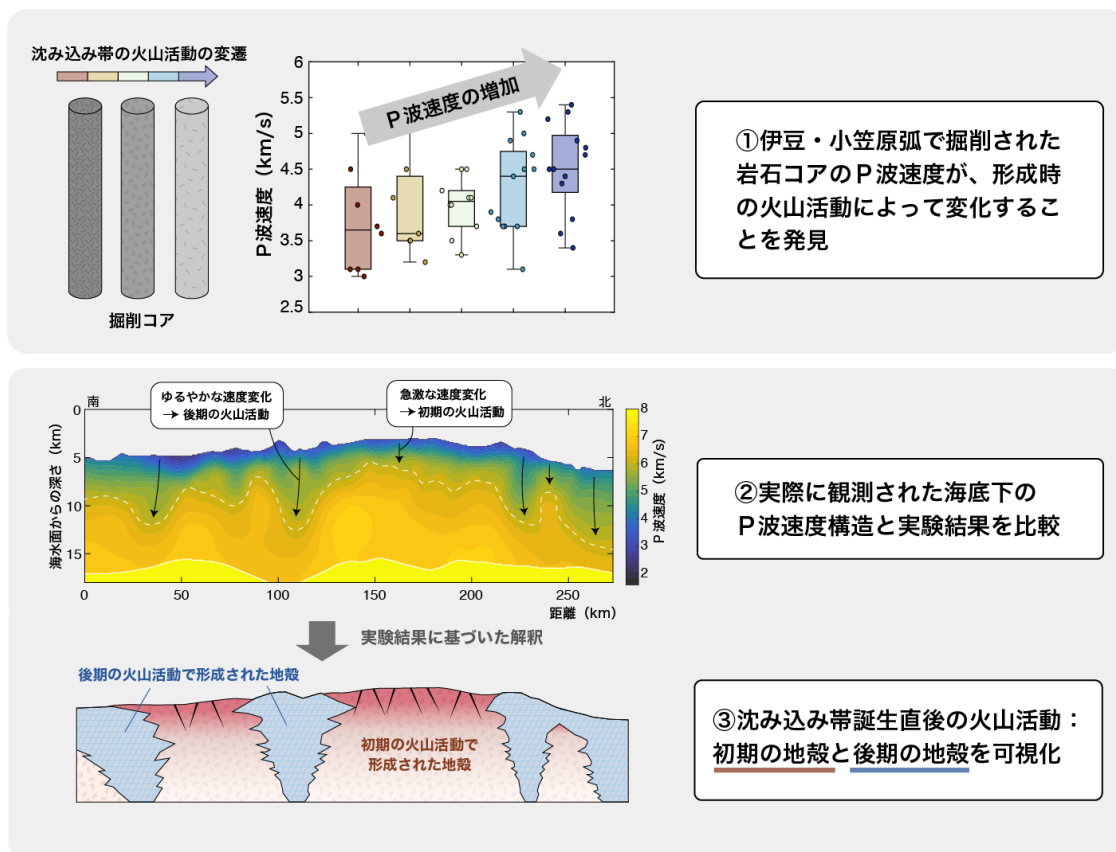 沈み込み帯の火山活動の変遷
掘削コア
P波速度 (km/s)
6
5.5
5
4.5
4
3.5
3
2.5
P波速度の増加
①伊豆・小笠原弧で掘削された
岩石コアのP波速度が、形成時
の火山活動によって変化するこ
とを発見
南
北
ゆるやかな速度変化
→ 後期の火山活動
急激な速度変化
→ 初期の火山活動
海水面からの深さ (km)
0
5
10
15
0
50
100
150
200
250
距離 (km)
8
7
6
5
4
3
2
P波速度 (km/s)
②実際に観測された海底下の
P波速度構造と実験結果を比較
実験結果に基づいた解釈
後期の火山活動で形成された地殻
初期の火山活動で
形成された地殻
③沈み込み帯誕生直後の火山活動：
初期の地殻と後期の地殻を可視化